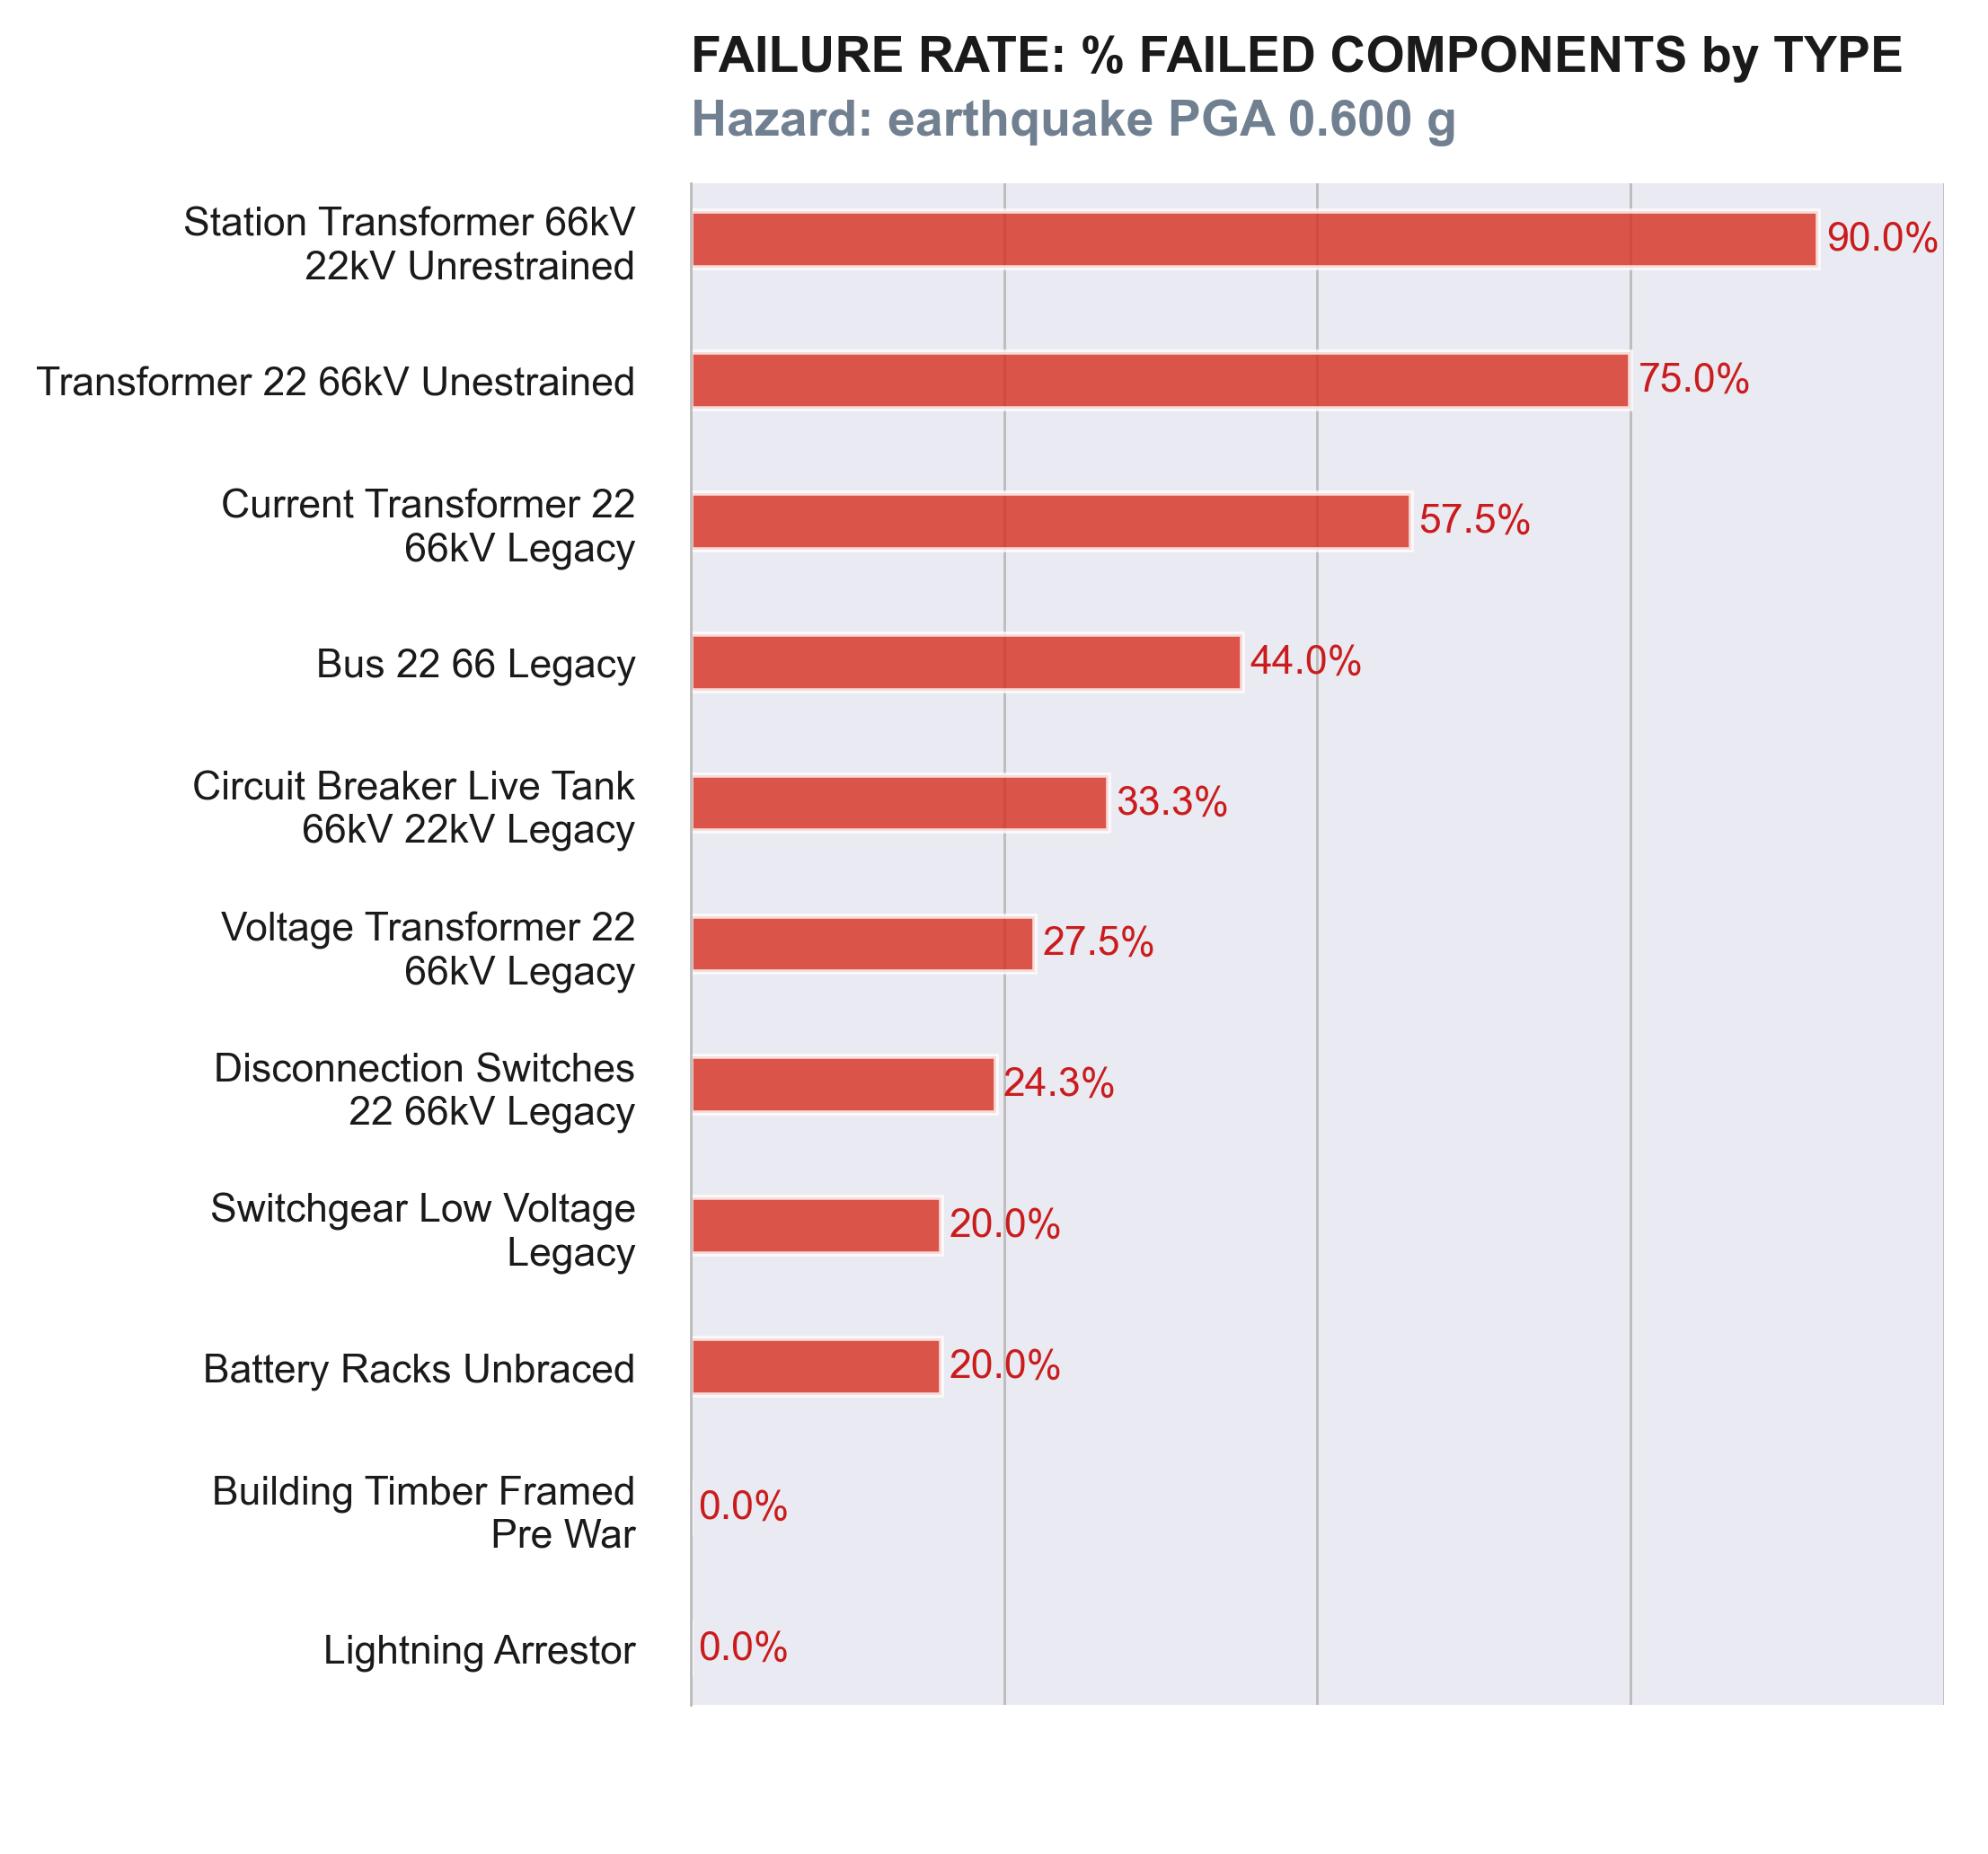 FAILURE RATE: % FAILED COMPONENTS by TYPE
Hazard: earthquake PGA 0.600 g
Station Transformer 66kV
22kV Unrestrained
90.0%
Transformer 22 66kV Unestrained
75.0%
Current Transformer 22
66kV Legacy
57.5%
Bus 22 66 Legacy
44.0%
Circuit Breaker Live Tank
66kV 22kV Legacy
33.3%
Voltage Transformer 22
66kV Legacy
27.5%
Disconnection Switches
22 66kV Legacy
24.3%
Switchgear Low Voltage
Legacy
20.0%
Battery Racks Unbraced
20.0%
Building Timber Framed
Pre War
0.0%
Lightning Arrestor
0.0%